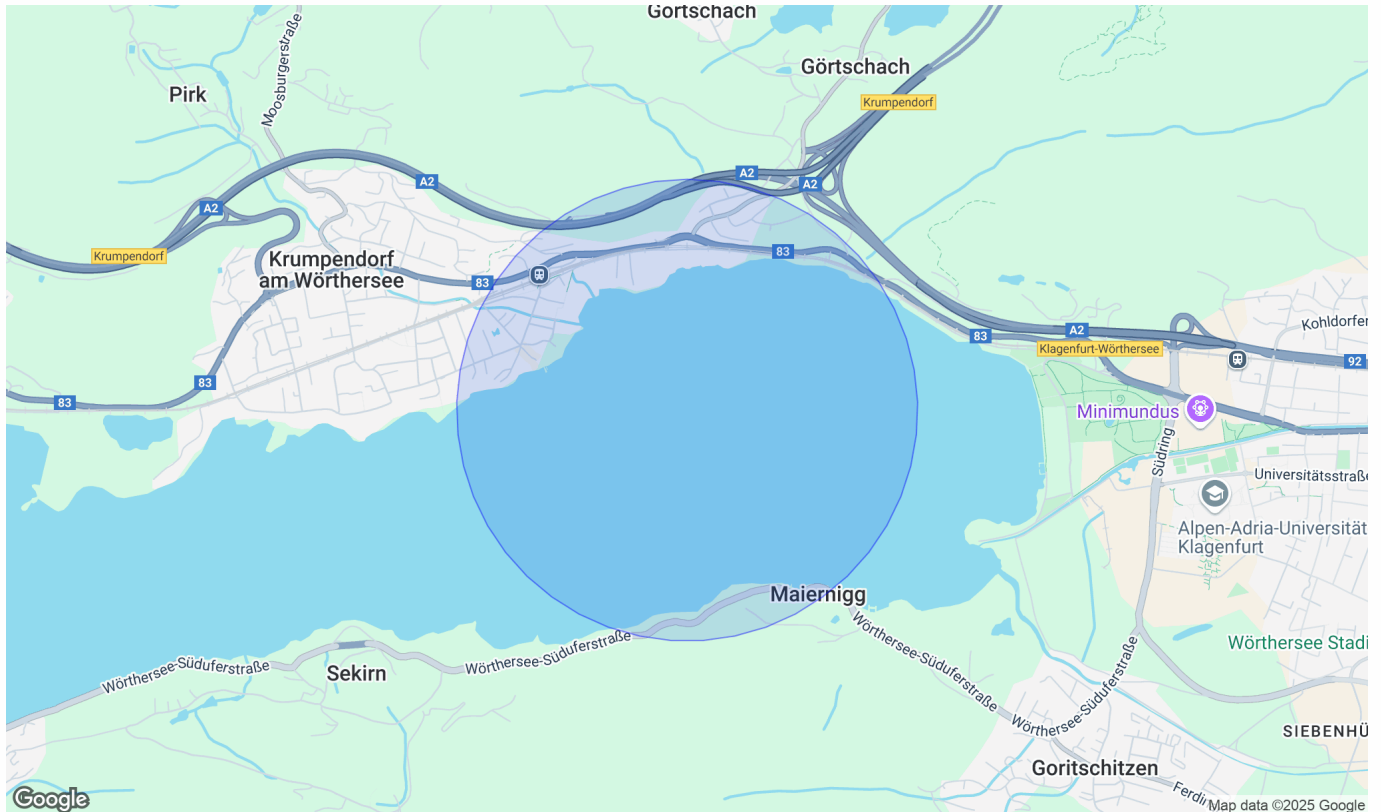 Görtschach
Görtschach
Pirk
Moosburgerstraße
Krumpendorf
A2
A2
A2
A2
Krumpendorf
Krumpendorf
am Wörthersee
83
83
83
83
83
A2
Klagenfurt-Wörthersee
Kohldorfer
92
Minimundus
Südring
Universitätsstraße
Alpen-Adria-Universität
Klagenfurt
Maiernigg
Wörthersee-Süduferstraße
Wörthersee-Süduferstraße
Wörthersee-Süduferstraße
Wörthersee-Süduferstraße
Sekirn
Wörthersee Stadi
SIEBENHÜ
Goritschitzen
Ferdi
Google
Map data ©2025 Google